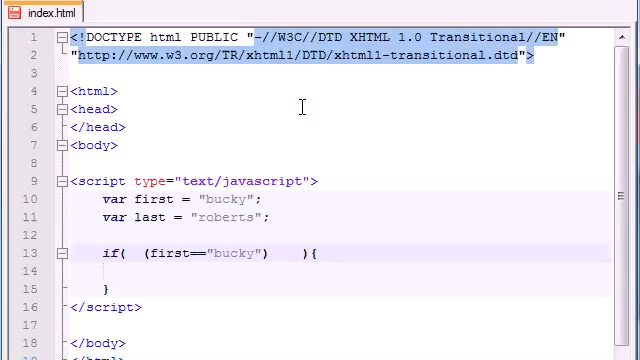 index.html
1 <!DOCTYPE html PUBLIC "-//W3C//DTD XHTML 1.0 Transitional//EN"
2 "http://www.w3.org/TR/xhtml1/DTD/xhtml1-transitional.dtd">
3
4 <html>
5 <head>
6 </head>
7 <body>
8
9 <script type="text/javascript">
10 var first = "bucky";
11 var last = "roberts";
12
13 if( (first=="bucky") ){
14
15 }
16 </script>
17
18 </body>
19 </html>